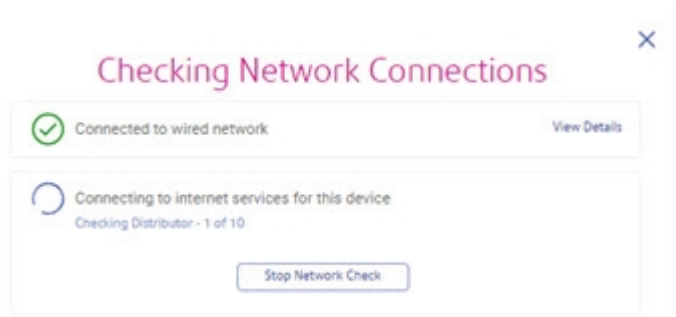 Checking Network Connections
Connected to wired network View Details
Connecting to internet services for this device
Checking Distributor - 1 of 10
Stop Network Check